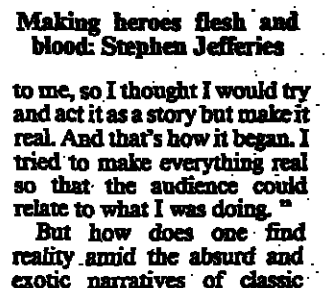 Making heroes flesh and
blood: Stephen Jefferies
to me, so I thought I would try
and act it as a story but make it
real. And that's how it began. I
tried to make everything real
so that the audience could
relate to what I was doing. "
But how does one find
reality amid the absurd and
exotic narratives of classic